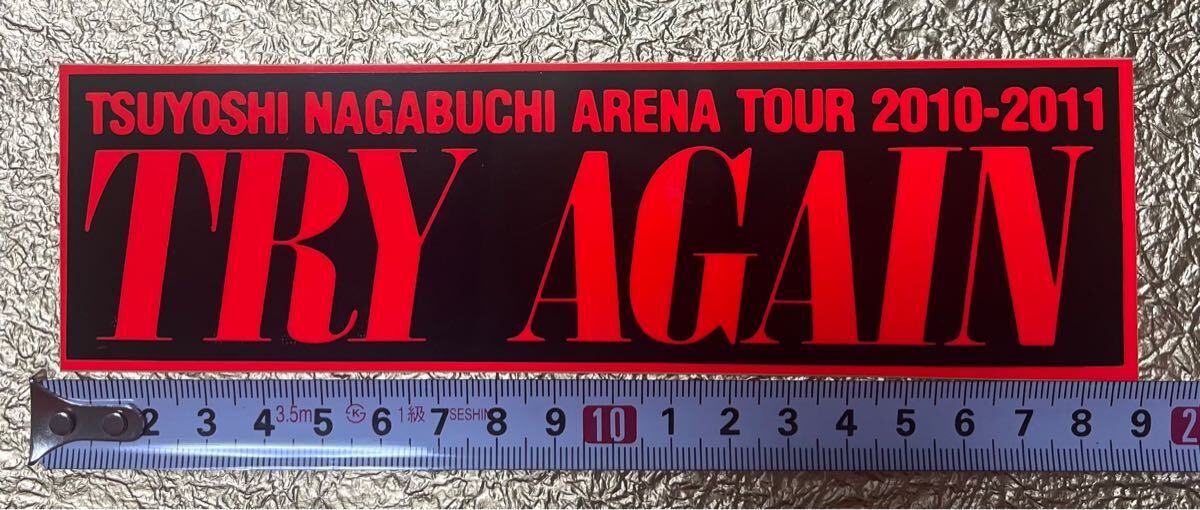 TSUYOSHI NAGABUCHI ARENA TOUR 2010-2011
TRY AGAIN
2 3 4 5 6 7 8 9 10 1 2 3 4 5 6 7 8 9 2
3.5m K 1級 SESHIN